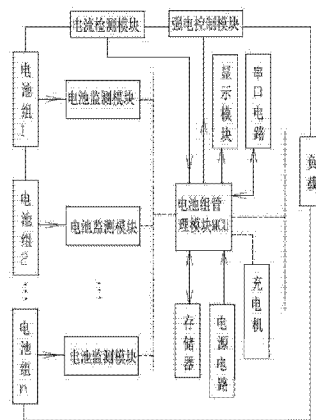 电流检测模块
强电控制模块
电池组1
电池监测模块
显示模块
串口电路
负载
电池组2
电池监测模块
电池组管
理模块MCU
充电机
存储器
电源电路
电池组n
电池监测模块